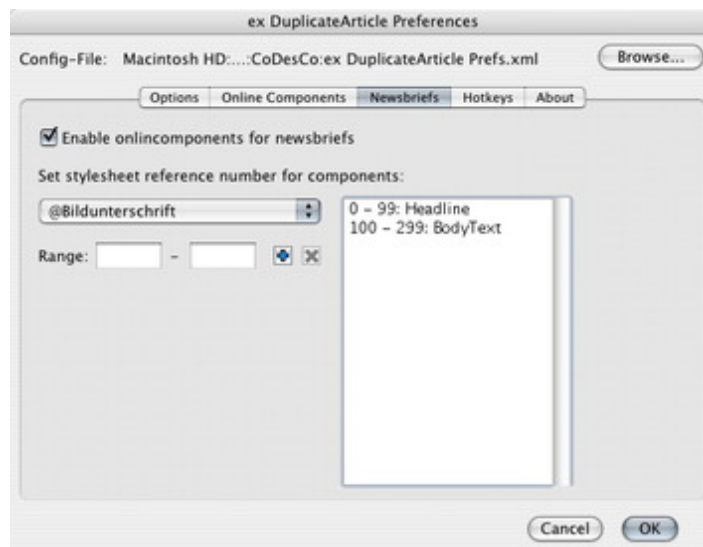 ex DuplicateArticle Preferences
Config-File: Macintosh HD:...:CoDesCo:ex DuplicateArticle Prefs.xml Browse...
Options Online Components Newsbriefs Hotkeys About
Enable onlincomponents for newsbriefs
Set stylesheet reference number for components:
@Bildunterschrift
0 - 99: Headline
100 - 299: BodyText
Range: -
Cancel OK